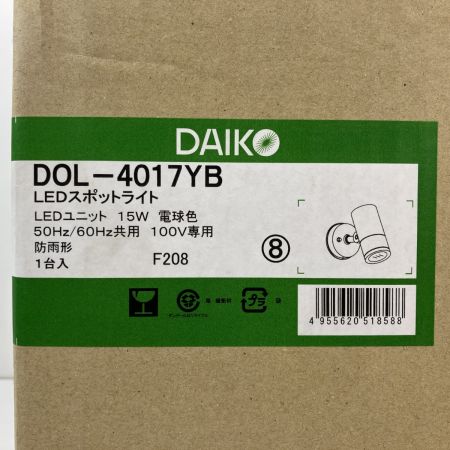 DAIKO
DOL-4017YB
LEDスポットライト
LEDユニット 15W 電球色
50Hz/60Hz共用 100V専用
防雨形
1台入 F208
⑧
プラ
4 955620 518588